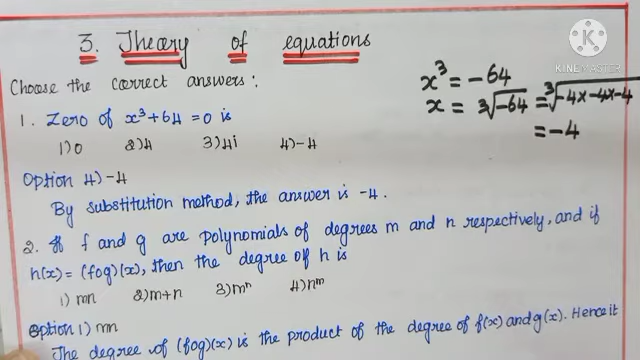 3. Theory of equations
Choose the correct answers:
x³ = -64
x = ∛-64 = ∛-4x-4x-4
= -4
KINEMASTER
1. Zero of x³+64 =0 is
1) 0 2) 4 3) 4i 4) -4
Option 4) -4
By substitution method, the answer is -4.
2. If f and g are polynomials of degrees m and n respectively, and if
h(x) = (fog)(x), then the degree of h is
1) mn 2) m+n 3) mⁿ 4) nᵐ
Option 1) mn
The degree of (fog)(x) is the product of the degree of f(x) and g(x). Hence it